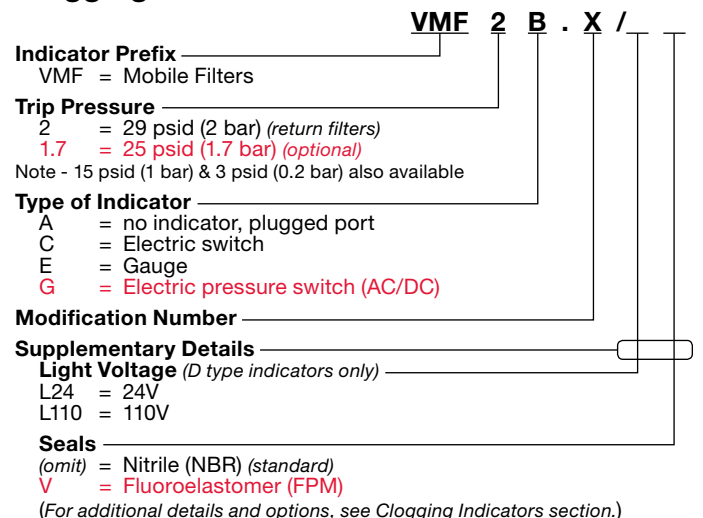 VMF 2 B . X /__ __
Indicator Prefix
VMF = Mobile Filters
Trip Pressure
2 = 29 psid (2 bar) (return filters)
1.7 = 25 psid (1.7 bar) (optional)
Note - 15 psid (1 bar) & 3 psid (0.2 bar) also available
Type of Indicator
A = no indicator, plugged port
C = Electric switch
E = Gauge
G = Electric pressure switch (AC/DC)
Modification Number
Supplementary Details
Light Voltage (D type indicators only)
L24 = 24V
L110 = 110V
Seals
(omit) = Nitrile (NBR) (standard)
V = Fluoroelastomer (FPM)
(For additional details and options, see Clogging Indicators section.)